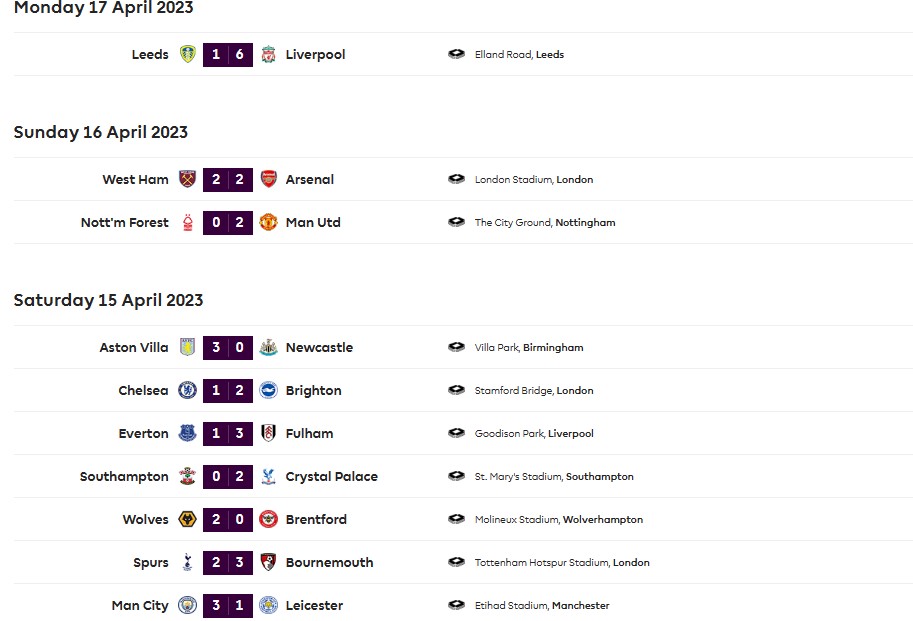 Monday 17 April 2023
Leeds 1 6 Liverpool Elland Road, Leeds
Sunday 16 April 2023
West Ham 2 2 Arsenal London Stadium, London
Nott'm Forest 0 2 Man Utd The City Ground, Nottingham
Saturday 15 April 2023
Aston Villa 3 0 Newcastle Villa Park, Birmingham
Chelsea 1 2 Brighton Stamford Bridge, London
Everton 1 3 Fulham Goodison Park, Liverpool
Southampton 0 2 Crystal Palace St. Mary's Stadium, Southampton
Wolves 2 0 Brentford Molineux Stadium, Wolverhampton
Spurs 2 3 Bournemouth Tottenham Hotspur Stadium, London
Man City 3 1 Leicester Etihad Stadium, Manchester